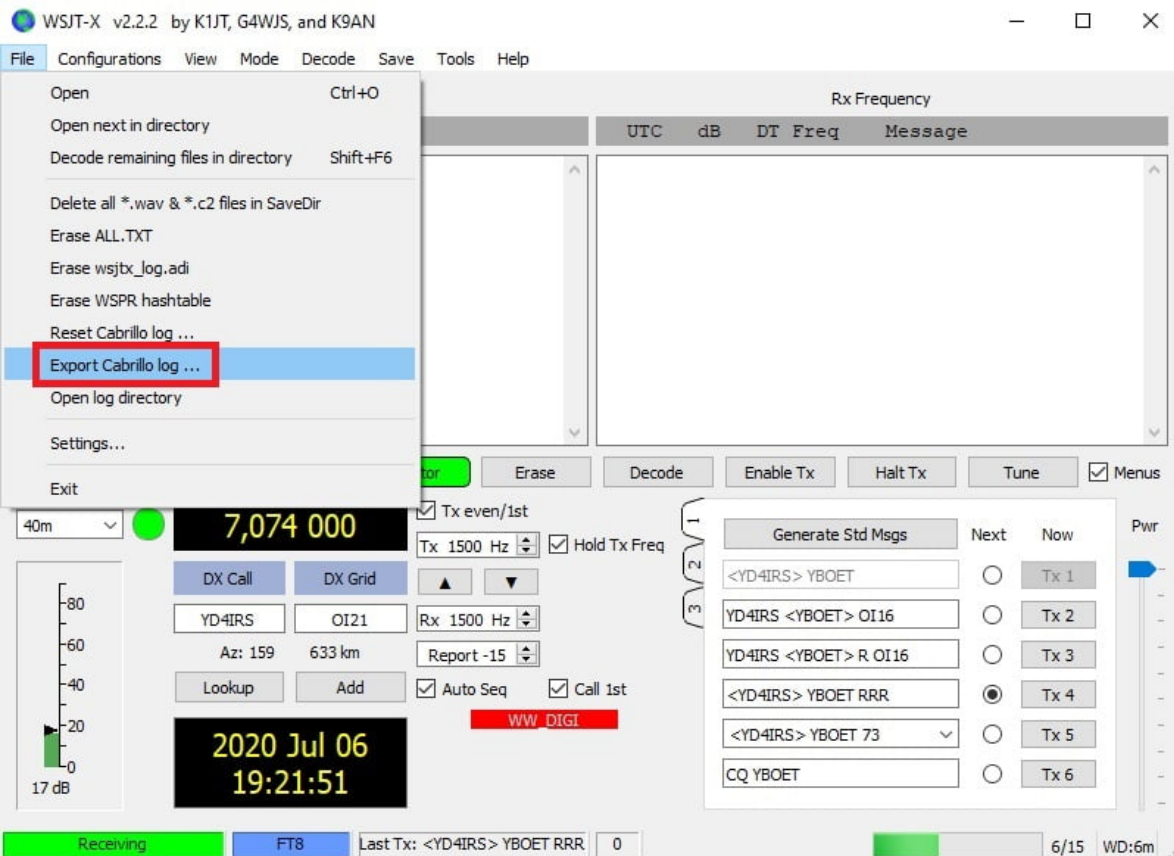 WSJT-X v2.2.2 by K1JT, G4WJS, and K9AN
File Configurations View Mode Decode Save Tools Help
Open Ctrl+O
Open next in directory
Decode remaining files in directory Shift+F6
Delete all *.wav & *.c2 files in SaveDir
Erase ALL.TXT
Erase wsjtx_log.adi
Erase WSPR hashtable
Reset Cabrillo log ...
Export Cabrillo log ...
Open log directory
Settings...
Exit
Rx Frequency
UTC dB DT Freq Message
tor Erase Decode Enable Tx Halt Tx Tune Menus
40m
7,074 000
Tx even/1st
Tx 1500 Hz Hold Tx Freq
DX Call DX Grid
YD4IRS OI21
Rx 1500 Hz
Az: 159 633 km
Report -15
Lookup Add
Auto Seq Call 1st
WW_DIGI
2020 Jul 06
19:21:51
-80
-60
-40
-20
-0
17 dB
1
2
3
Generate Std Msgs Next Now
<YD4IRS> YB0ET Tx 1
YD4IRS <YB0ET> OI16 Tx 2
YD4IRS <YB0ET> R OI16 Tx 3
<YD4IRS> YB0ET RRR Tx 4
<YD4IRS> YB0ET 73 Tx 5
CQ YB0ET Tx 6
Pwr
Receiving FT8 Last Tx: <YD4IRS> YB0ET RRR 0 6/15 WD:6m